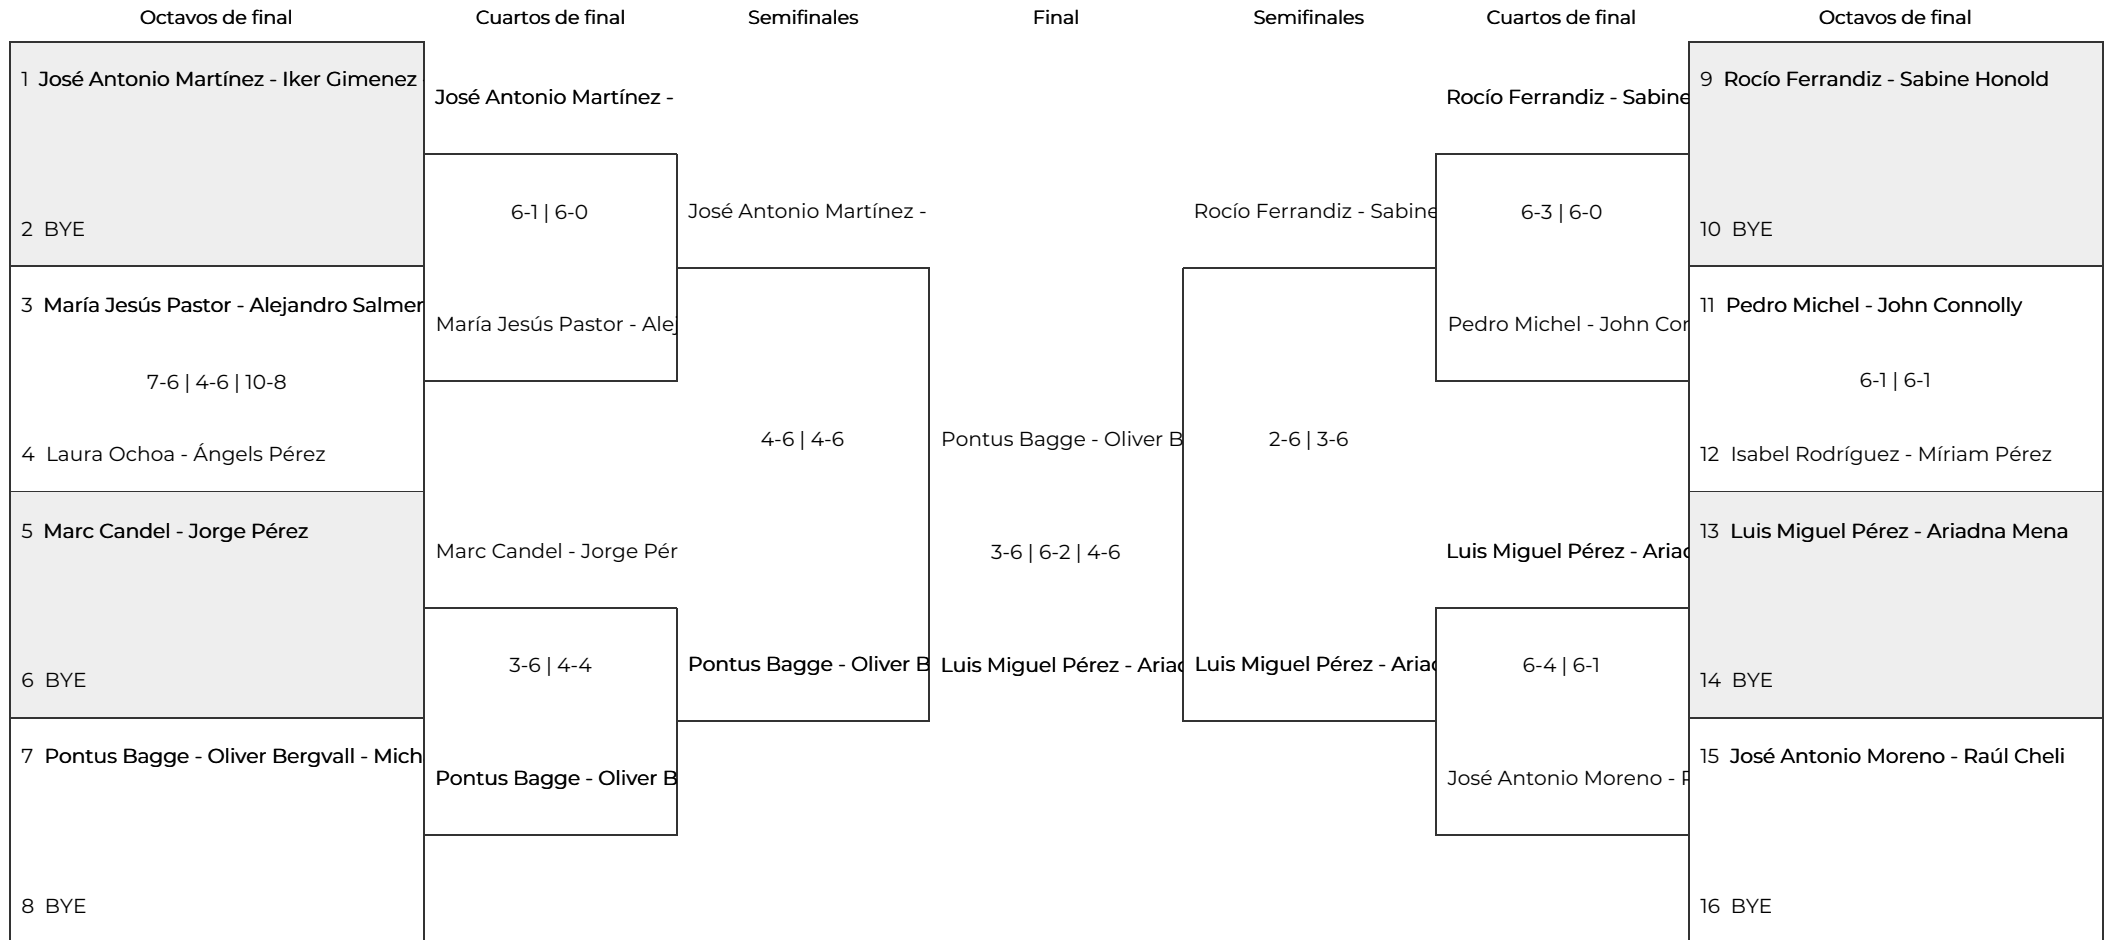 Octavos de final
Cuartos de final
Semifinales
Final
Semifinales
Cuartos de final
Octavos de final
1 José Antonio Martínez - Iker Gimenez
2 BYE
3 María Jesús Pastor - Alejandro Salmer
7-6 | 4-6 | 10-8
4 Laura Ochoa - Ángels Pérez
5 Marc Candel - Jorge Pérez
6 BYE
7 Pontus Bagge - Oliver Bergvall - Mich
8 BYE
José Antonio Martínez -
6-1 | 6-0
María Jesús Pastor - Alej
Marc Candel - Jorge Pér
3-6 | 4-4
Pontus Bagge - Oliver B
José Antonio Martínez -
4-6 | 4-6
Pontus Bagge - Oliver B
Pontus Bagge - Oliver B
3-6 | 6-2 | 4-6
Luis Miguel Pérez - Ariad
Rocío Ferrandiz - Sabine
2-6 | 3-6
Luis Miguel Pérez - Ariad
Rocío Ferrandiz - Sabine
6-3 | 6-0
Pedro Michel - John Con
Luis Miguel Pérez - Ariad
6-4 | 6-1
José Antonio Moreno - R
9 Rocío Ferrandiz - Sabine Honold
10 BYE
11 Pedro Michel - John Connolly
6-1 | 6-1
12 Isabel Rodríguez - Míriam Pérez
13 Luis Miguel Pérez - Ariadna Mena
14 BYE
15 José Antonio Moreno - Raúl Cheli
16 BYE